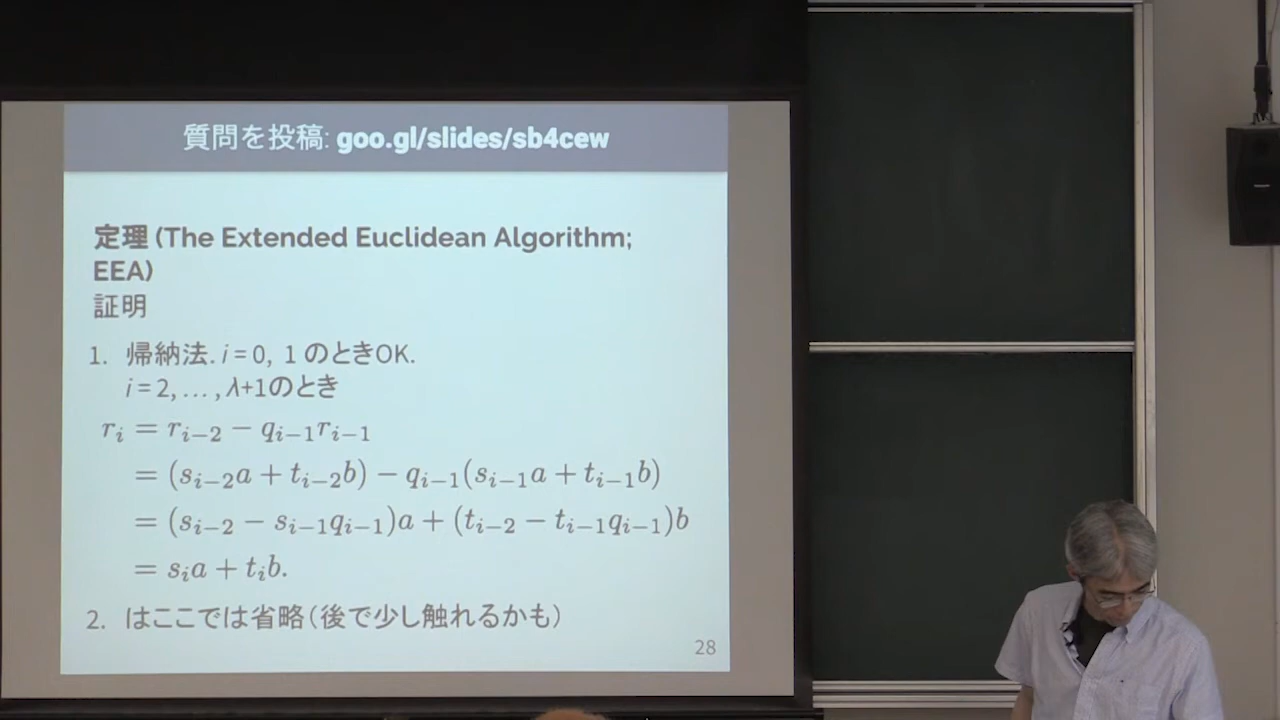 質問を投稿: goo.gl/slides/sb4cew
定理 (The Extended Euclidean Algorithm;
EEA)
証明
1. 帰納法. i = 0, 1 のときOK.
i = 2, … , λ+1のとき
r_i = r_{i−2} − q_{i−1}r_{i−1}
= (s_{i−2}a + t_{i−2}b) − q_{i−1}(s_{i−1}a + t_{i−1}b)
= (s_{i−2} − s_{i−1}q_{i−1})a + (t_{i−2} − t_{i−1}q_{i−1})b
= s_i a + t_i b.
2. はここでは省略（後で少し触れるかも）
28